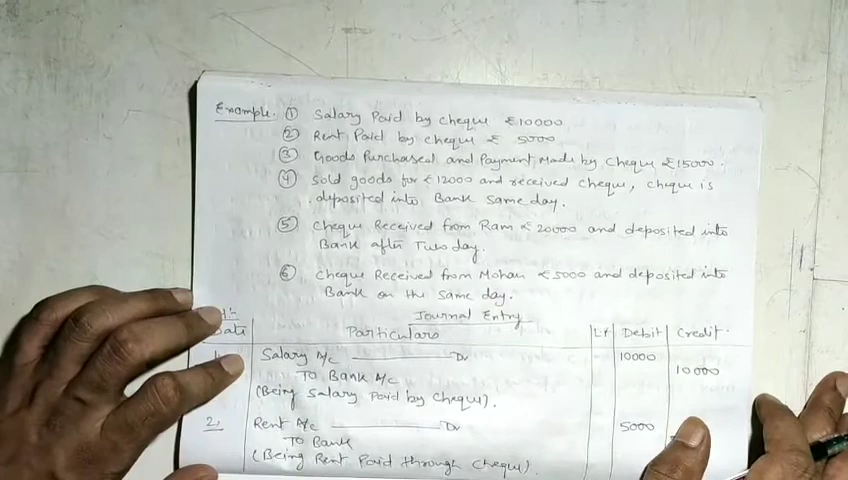 Example. ① Salary Paid by cheque ₹10000
② Rent Paid by cheque ₹ 5000
③ Goods Purchased and Payment Made by cheque ₹15000.
④ Sold goods for ₹12000 and received cheque, cheque is
deposited into Bank same day.
⑤ Cheque Received from Ram ₹20000 and deposited into
Bank after Two day.
⑥ Cheque Received from Mohan ₹5000 and deposited into
Bank on the same day.
Journal Entry
Date Particulars L.F Debit Credit
Salary A/c Dr 10000
To Bank A/c 10000
(Being Salary Paid by Cheque).
2. Rent A/c Dr 5000
To Bank
(Being Rent Paid through Cheque).